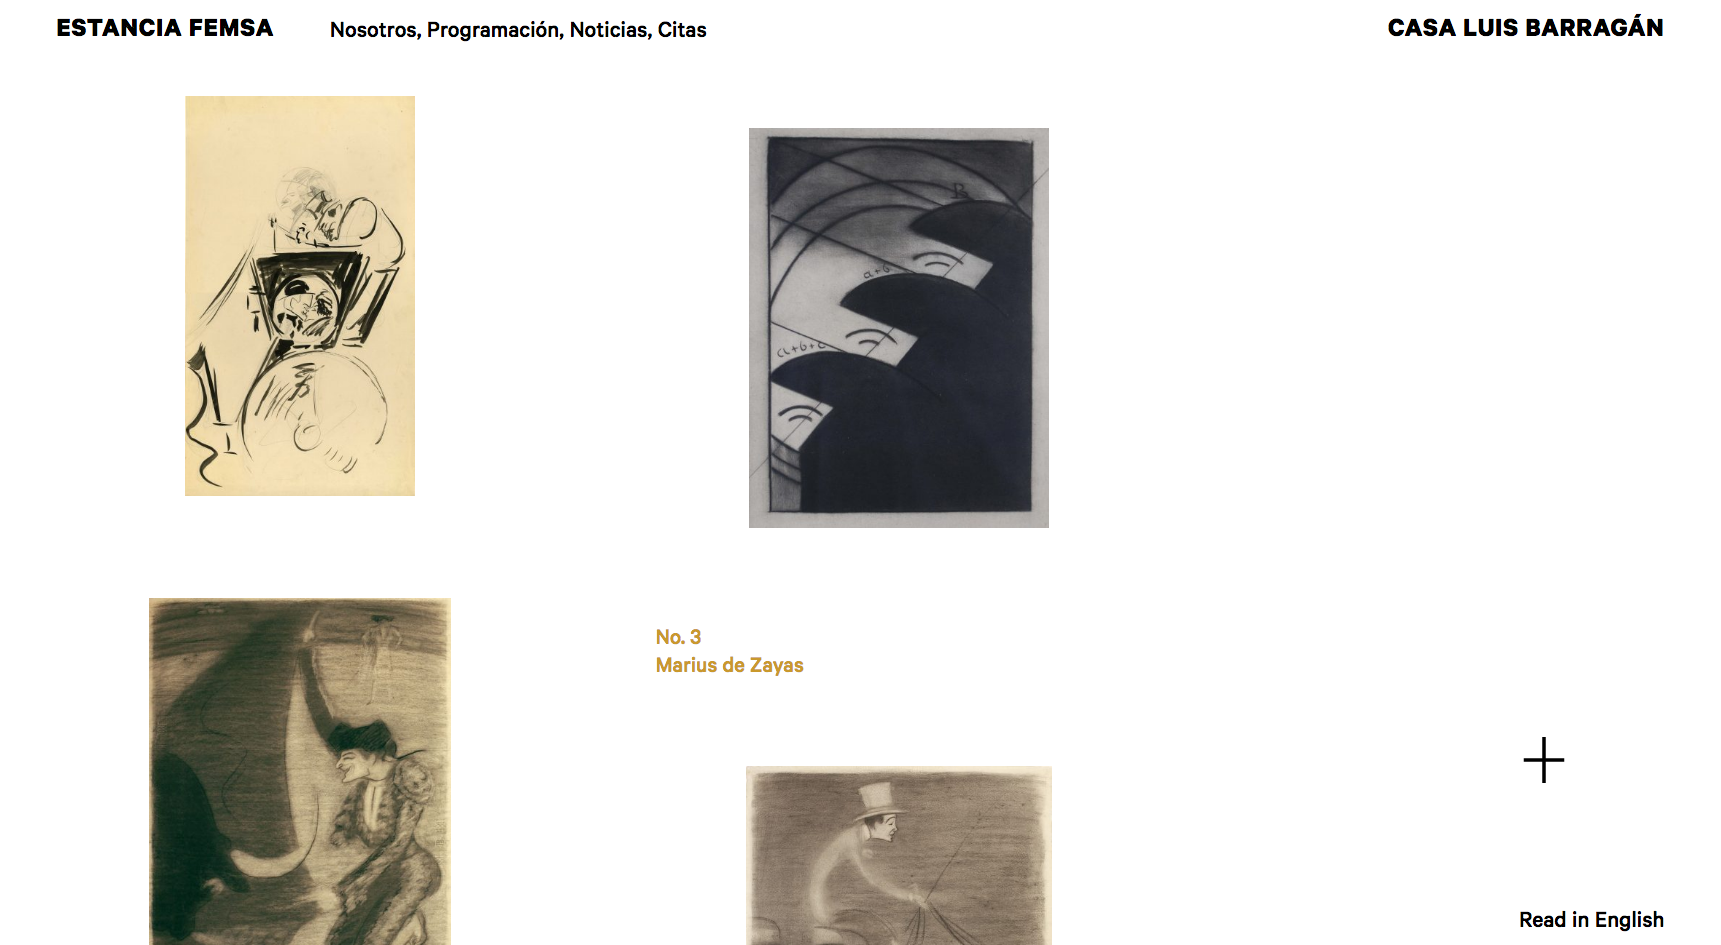 ESTANCIA FEMSA
Nosotros, Programación, Noticias, Citas
CASA LUIS BARRAGÁN
a+b
a+b+c
No. 3
Marius de Zayas
Read in English